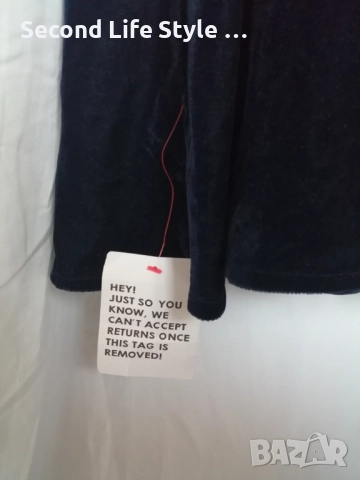 Second Life Style ...
HEY!
JUST SO YOU
KNOW, WE
CAN'T ACCEPT
RETURNS ONCE
THIS TAG IS
REMOVED!
BAZAR